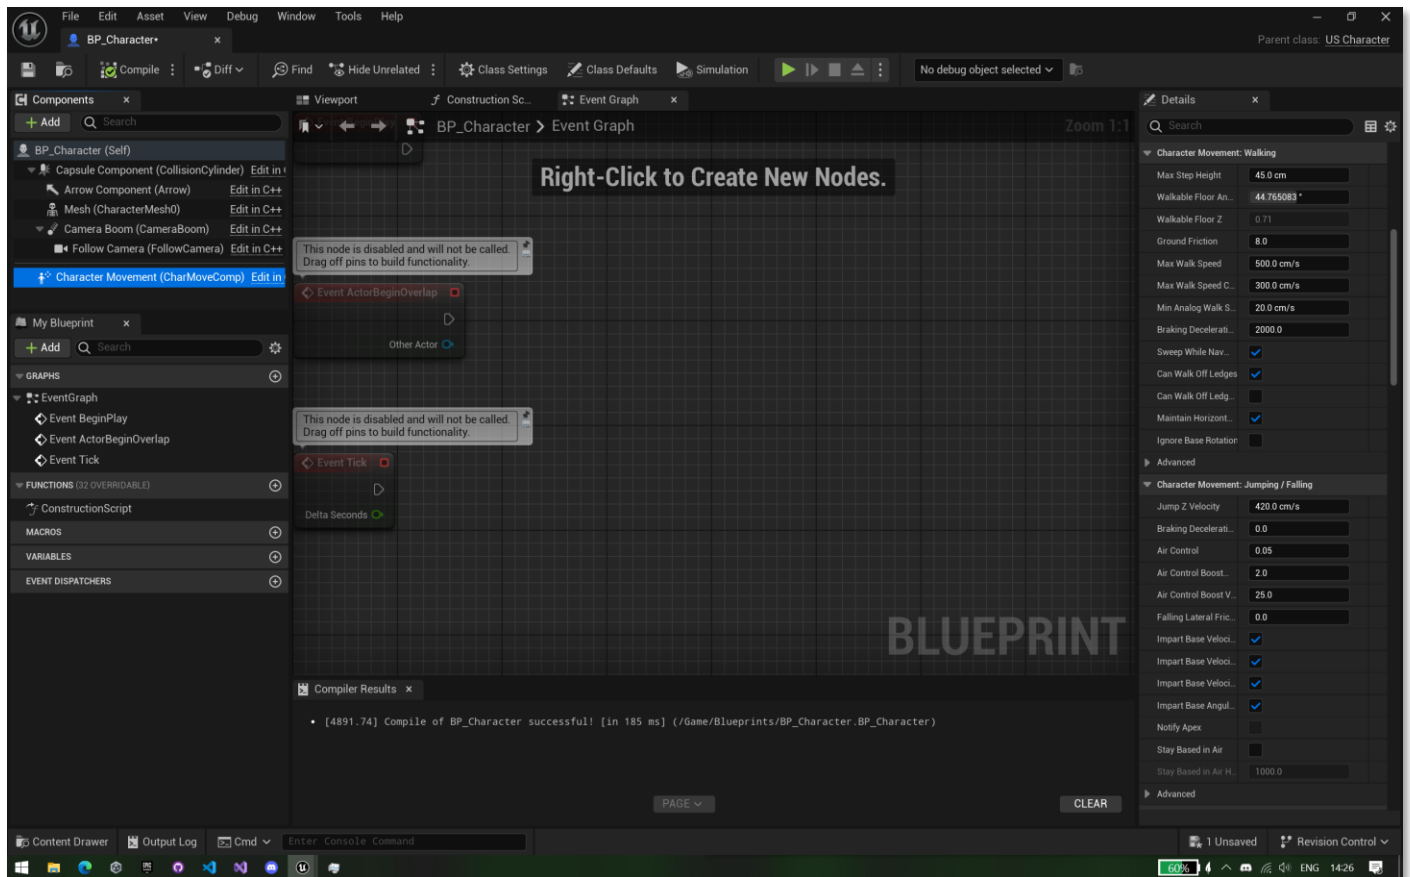 File Edit Asset View Debug Window Tools Help
BP_Character•
Parent class: US Character
Compile Diff Find Hide Unrelated Class Settings Class Defaults Simulation No debug object selected
Components
Add Search
BP_Character (Self)
Capsule Component (CollisionCylinder) Edit in
Arrow Component (Arrow) Edit in C++
Mesh (CharacterMesh0) Edit in C++
Camera Boom (CameraBoom) Edit in C++
Follow Camera (FollowCamera) Edit in C++
Character Movement (CharMoveComp) Edit in
My Blueprint
Add Search
GRAPHS
EventGraph
Event BeginPlay
Event ActorBeginOverlap
Event Tick
FUNCTIONS (32 OVERRIDABLE)
ConstructionScript
MACROS
VARIABLES
EVENT DISPATCHERS
Viewport Construction Sc... Event Graph
BP_Character > Event Graph Zoom 1:1
Right-Click to Create New Nodes.
This node is disabled and will not be called.
Drag off pins to build functionality.
Event ActorBeginOverlap
Other Actor
This node is disabled and will not be called.
Drag off pins to build functionality.
Event Tick
Delta Seconds
BLUEPRINT
Compiler Results
• [4891.74] Compile of BP_Character successful! [in 185 ms] (/Game/Blueprints/BP_Character.BP_Character)
PAGE CLEAR
Details
Search
Character Movement: Walking
Max Step Height 45.0 cm
Walkable Floor An... 44.765083 °
Walkable Floor Z 0.71
Ground Friction 8.0
Max Walk Speed 500.0 cm/s
Max Walk Speed C... 300.0 cm/s
Min Analog Walk S... 20.0 cm/s
Braking Decelerati... 2000.0
Sweep While Nav...
Can Walk Off Ledges
Can Walk Off Ledg...
Maintain Horizont...
Ignore Base Rotation
Advanced
Character Movement: Jumping / Falling
Jump Z Velocity 420.0 cm/s
Braking Decelerati... 0.0
Air Control 0.05
Air Control Boost... 2.0
Air Control Boost V... 25.0
Falling Lateral Fric... 0.0
Impart Base Veloci...
Impart Base Veloci...
Impart Base Veloci...
Impart Base Angul...
Notify Apex
Stay Based in Air
Stay Based in Air H... 1000.0
Advanced
Content Drawer Output Log Cmd Enter Console Command 1 Unsaved Revision Control
60% ENG 14:26